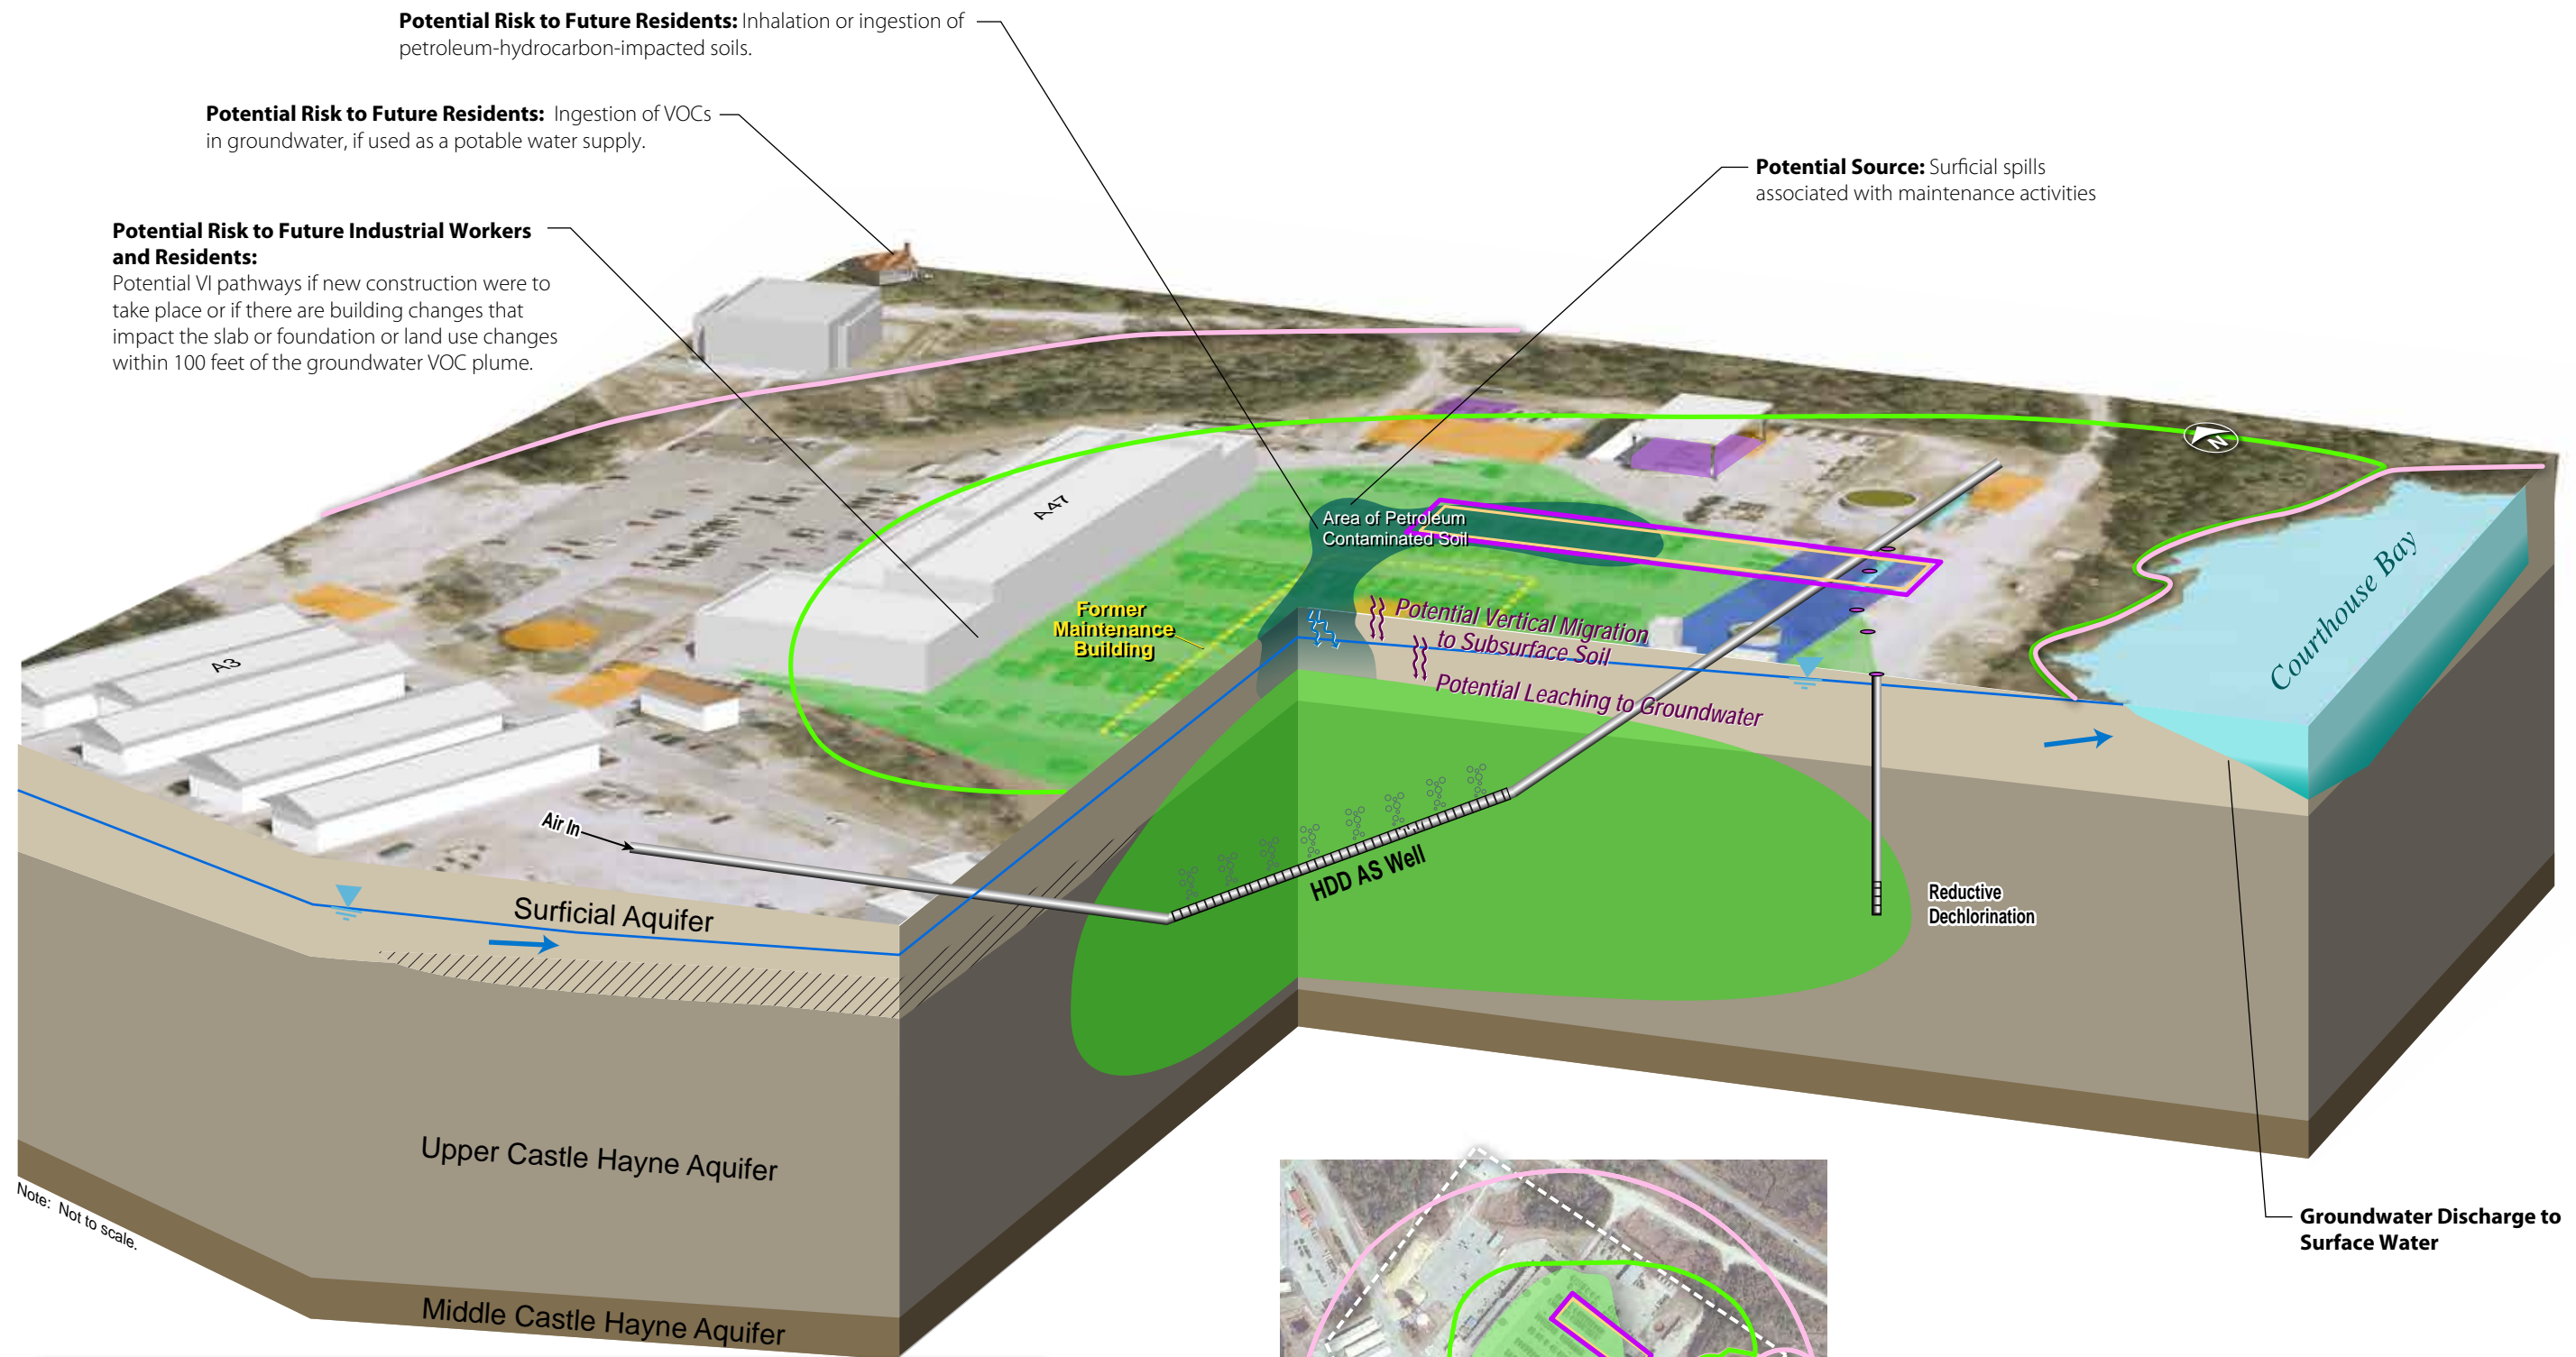 Potential Risk to Future Residents: Inhalation or ingestion of
petroleum-hydrocarbon-impacted soils.
Potential Risk to Future Residents: Ingestion of VOCs
in groundwater, if used as a potable water supply.
Potential Source: Surficial spills
associated with maintenance activities
Potential Risk to Future Industrial Workers
and Residents:
Potential VI pathways if new construction were to
take place or if there are building changes that
impact the slab or foundation or land use changes
within 100 feet of the groundwater VOC plume.
N
A47
Area of Petroleum
Contaminated Soil
Courthouse Bay
Former
Maintenance
Building
Potential Vertical Migration
to Subsurface Soil
Potential Leaching to Groundwater
A3
Air In
HDD AS Well
Reductive
Dechlorination
Surficial Aquifer
Upper Castle Hayne Aquifer
Note: Not to scale.
Middle Castle Hayne Aquifer
Groundwater Discharge to
Surface Water